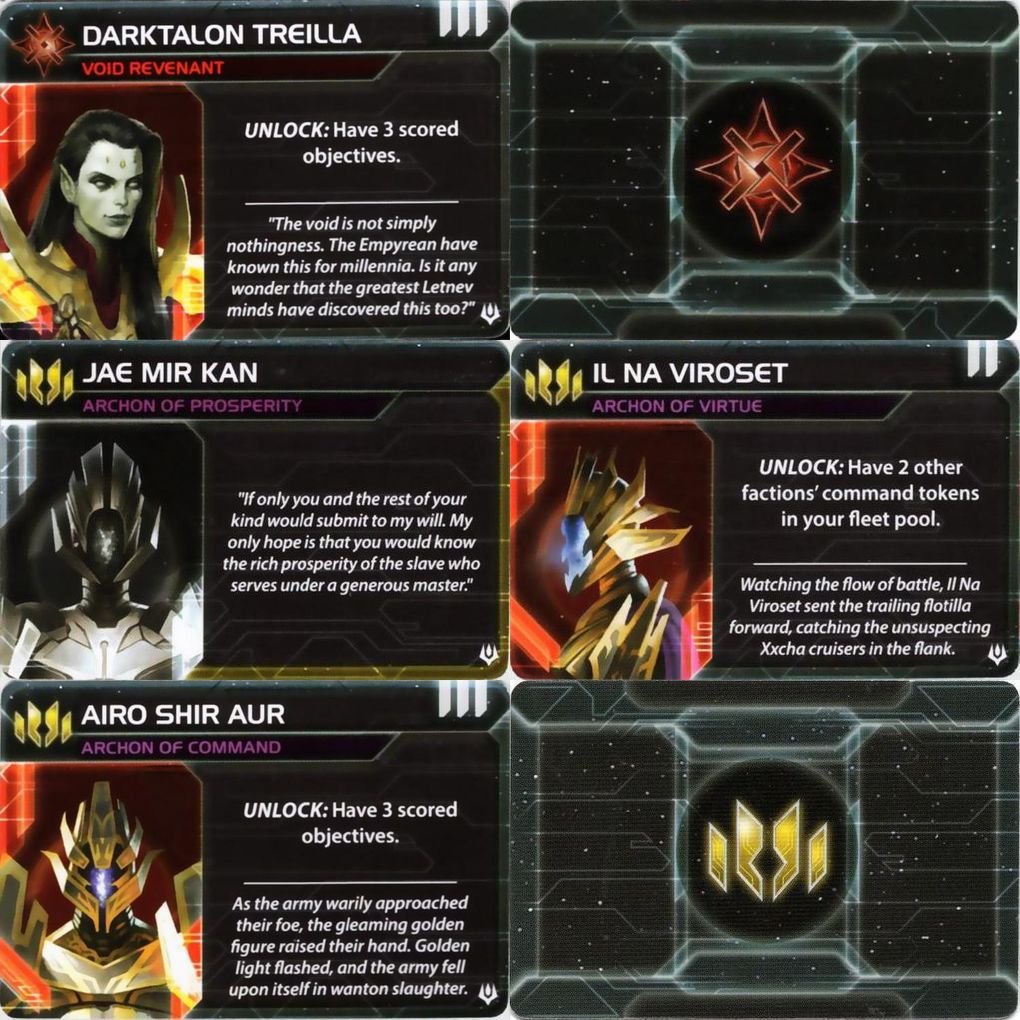 DARKTALON TREILLA
VOID REVENANT
UNLOCK: Have 3 scored
objectives.
"The void is not simply
nothingness. The Empyrean have
known this for millennia. Is it any
wonder that the greatest Letnev
minds have discovered this too?"
JAE MIR KAN
ARCHON OF PROSPERITY
"If only you and the rest of your
kind would submit to my will. My
only hope is that you would know
the rich prosperity of the slave who
serves under a generous master."
IL NA VIROSET
ARCHON OF VIRTUE
UNLOCK: Have 2 other
factions’ command tokens
in your fleet pool.
Watching the flow of battle, Il Na
Viroset sent the trailing flotilla
forward, catching the unsuspecting
Xxcha cruisers in the flank.
AIRO SHIR AUR
ARCHON OF COMMAND
UNLOCK: Have 3 scored
objectives.
As the army warily approached
their foe, the gleaming golden
figure raised their hand. Golden
light flashed, and the army fell
upon itself in wanton slaughter.